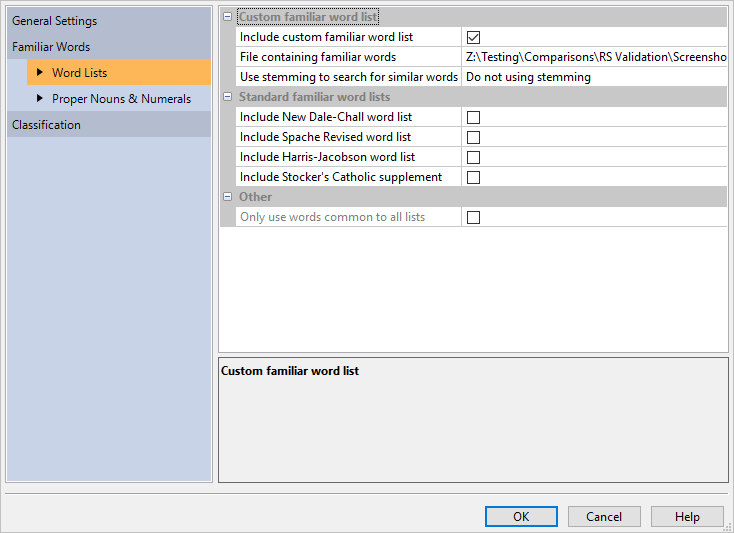 General Settings
Familiar Words
Word Lists
Proper Nouns & Numerals
Classification
Custom familiar word list
Include custom familiar word list
File containing familiar words Z:\Testing\Comparisons\RS Validation\Screensho
Use stemming to search for similar words Do not using stemming
Standard familiar word lists
Include New Dale-Chall word list
Include Spache Revised word list
Include Harris-Jacobson word list
Include Stocker's Catholic supplement
Other
Only use words common to all lists
Custom familiar word list
OK Cancel Help